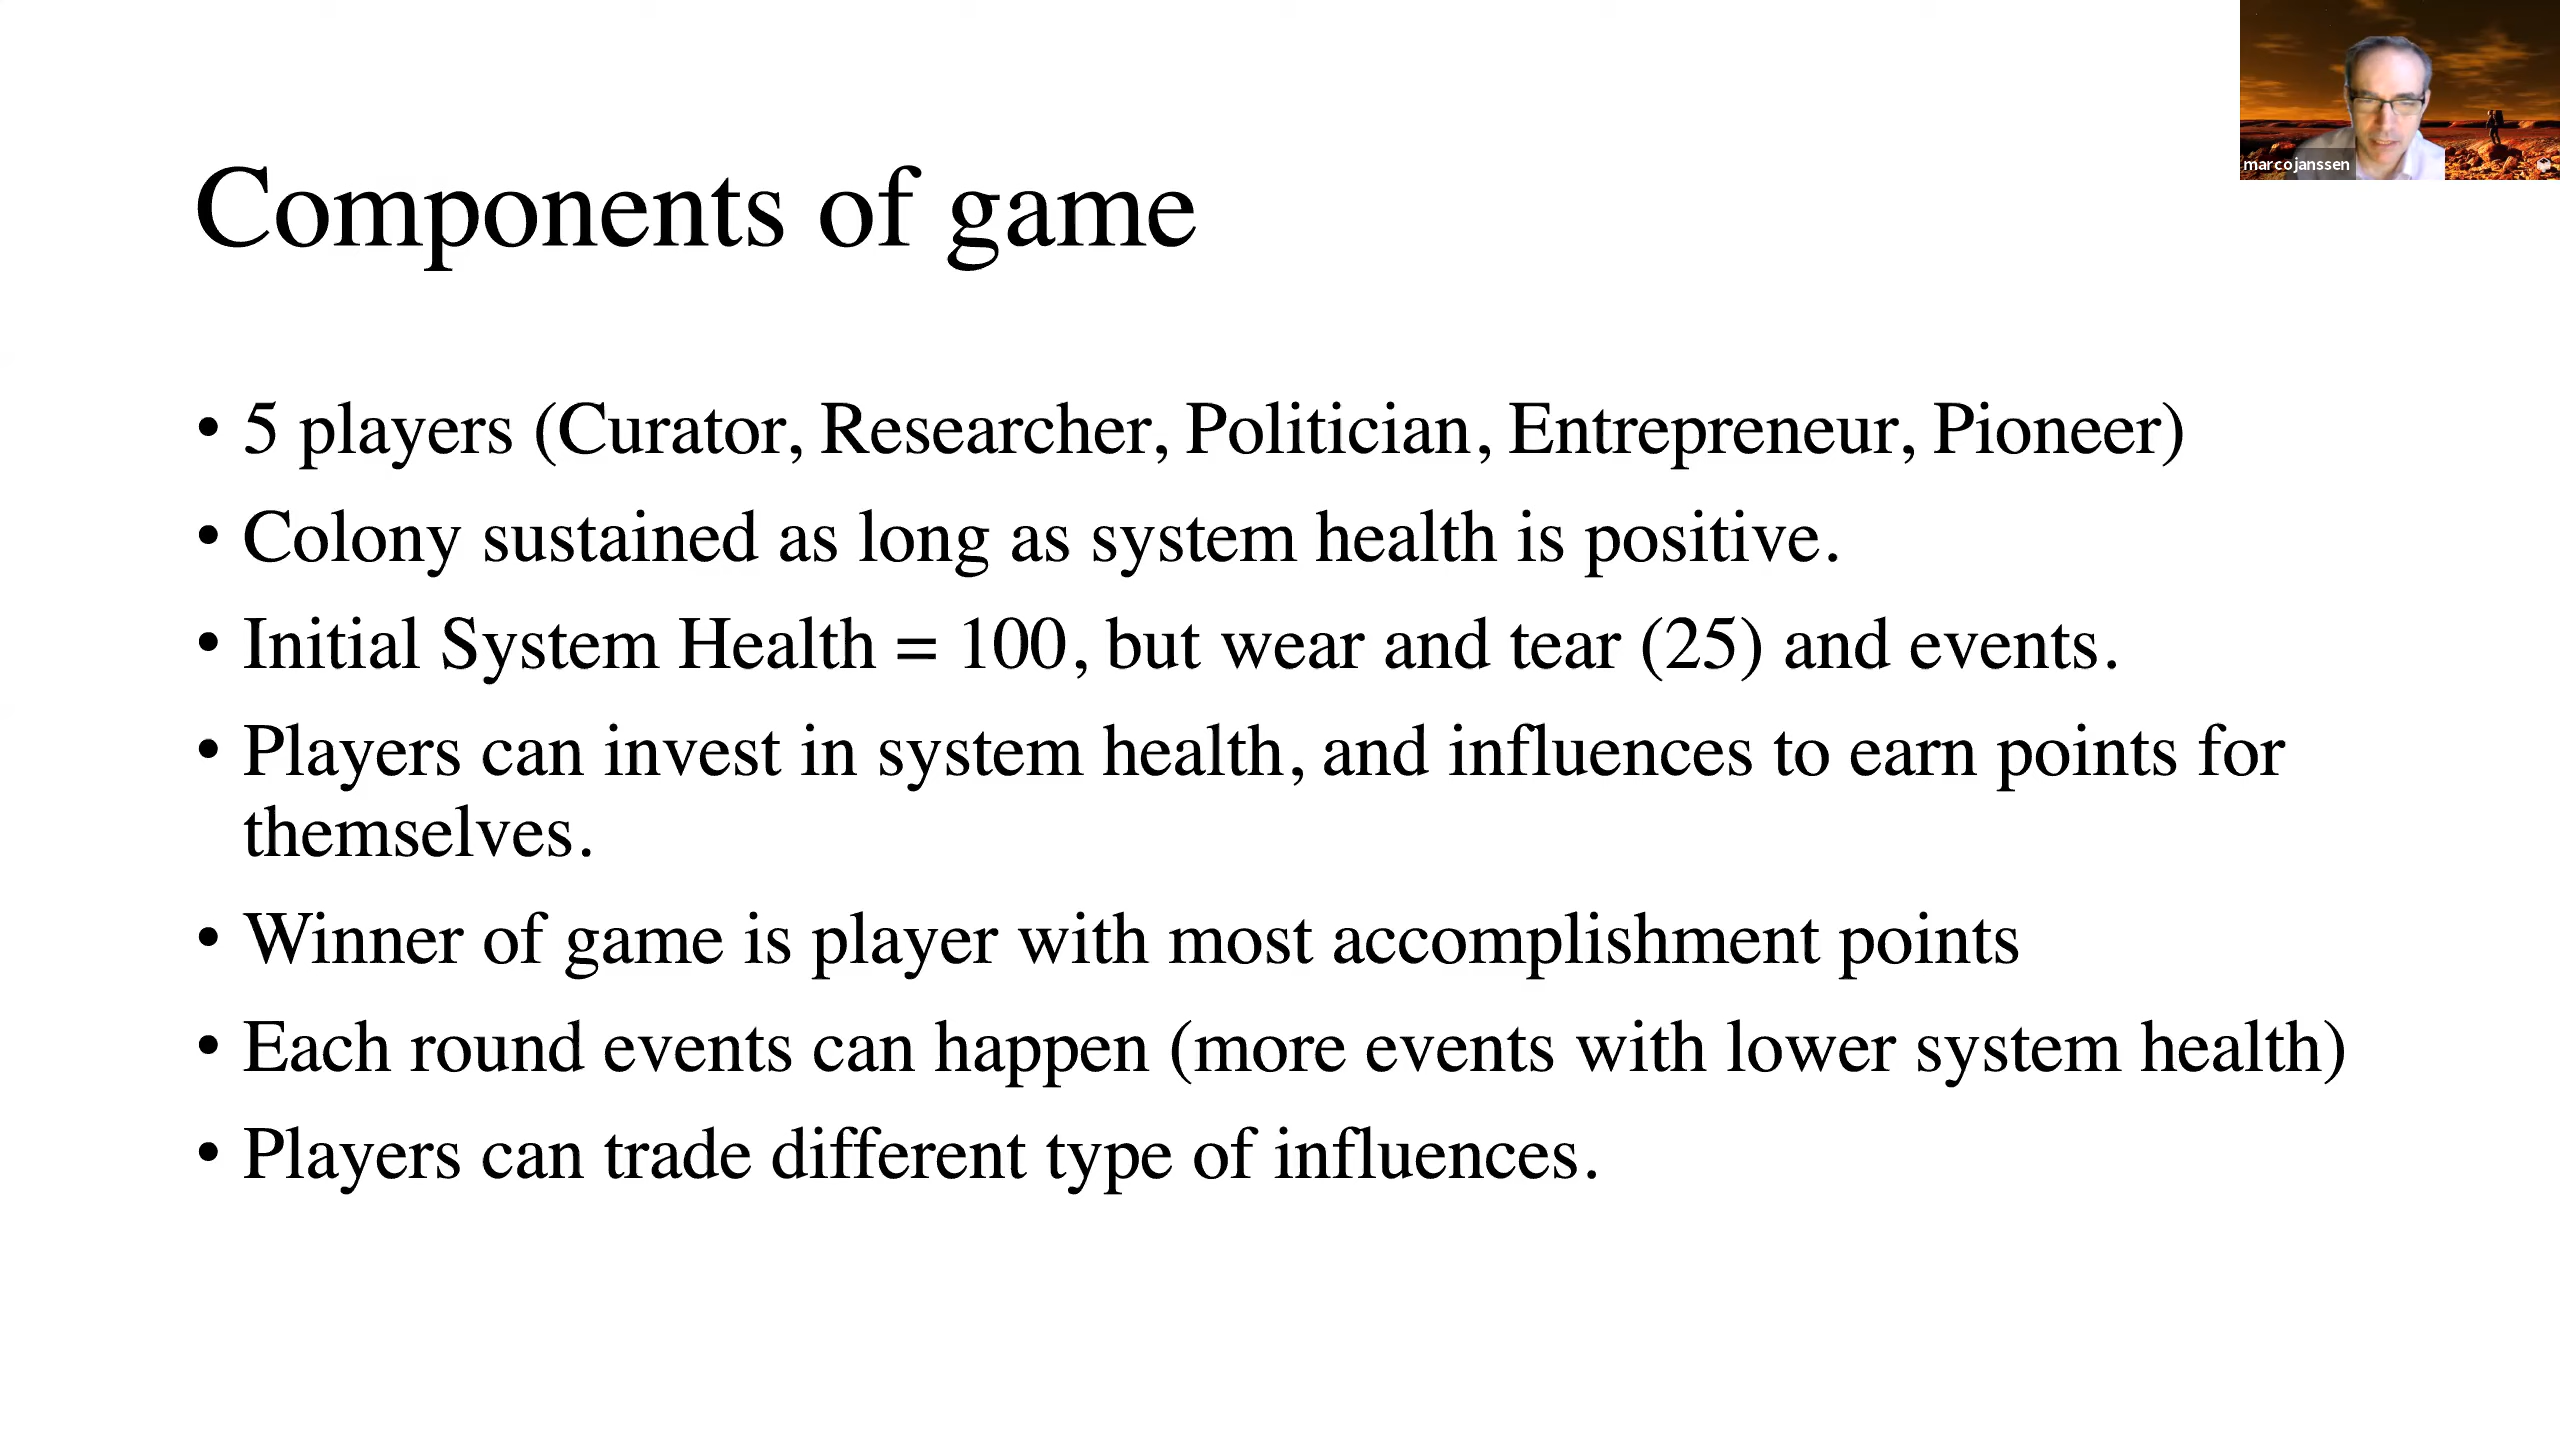 marcojanssen
Components of game
• 5 players (Curator, Researcher, Politician, Entrepreneur, Pioneer)
• Colony sustained as long as system health is positive.
• Initial System Health = 100, but wear and tear (25) and events.
• Players can invest in system health, and influences to earn points for
themselves.
• Winner of game is player with most accomplishment points
• Each round events can happen (more events with lower system health)
• Players can trade different type of influences.